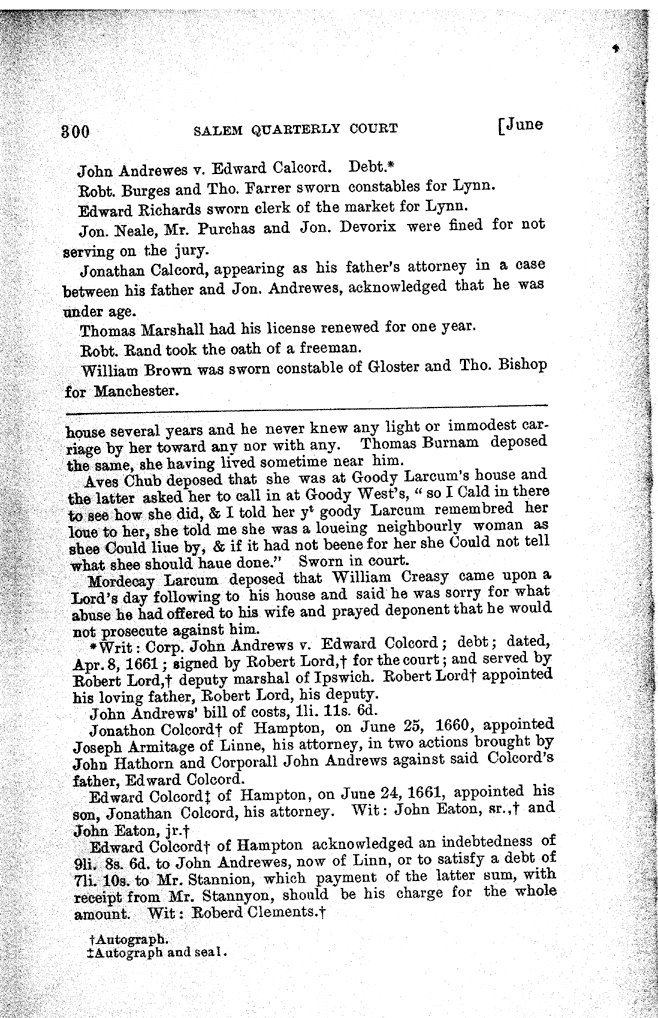 300 SALEM QUARTERLY COURT [June
John Andrewes v. Edward Calcord. Debt.*
Robt. Burges and Tho. Farrer sworn constables for Lynn.
Edward Richards sworn clerk of the market for Lynn.
Jon. Neale, Mr. Purchas and Jon. Devorix were fined for not
serving on the jury.
Jonathan Calcord, appearing as his father's attorney in a case
between his father and Jon. Andrewes, acknowledged that he was
under age.
Thomas Marshall had his license renewed for one year.
Robt. Rand took the oath of a freeman.
William Brown was sworn constable of Gloster and Tho. Bishop
for Manchester.
house several years and he never knew any light or immodest car-
riage by her toward any nor with any. Thomas Burnam deposed
the same, she having lived sometime near him.
Aves Chub deposed that she was at Goody Larcum's house and
the latter asked her to call in at Goody West's, " so I Cald in there
to see how she did, & I told her yᵗ goody Larcum remembred her
loue to her, she told me she was a loueing neighbourly woman as
shee Could liue by, & if it had not beene for her she Could not tell
what shee should haue done." Sworn in court.
Mordecay Larcum deposed that William Creasy came upon a
Lord's day following to his house and said he was sorry for what
abuse he had offered to his wife and prayed deponent that he would
not prosecute against him.
*Writ: Corp. John Andrews v. Edward Colcord; debt; dated,
Apr. 8, 1661; signed by Robert Lord,† for the court; and served by
Robert Lord,† deputy marshal of Ipswich. Robert Lord† appointed
his loving father, Robert Lord, his deputy.
John Andrews' bill of costs, 1li. 11s. 6d.
Jonathon Colcord† of Hampton, on June 25, 1660, appointed
Joseph Armitage of Linne, his attorney, in two actions brought by
John Hathorn and Corporall John Andrews against said Colcord's
father, Edward Colcord.
Edward Colcord‡ of Hampton, on June 24, 1661, appointed his
son, Jonathan Colcord, his attorney. Wit: John Eaton, sr.,† and
John Eaton, jr.†
Edward Colcord† of Hampton acknowledged an indebtedness of
9li. 8s. 6d. to John Andrewes, now of Linn, or to satisfy a debt of
7li. 10s. to Mr. Stannion, which payment of the latter sum, with
receipt from Mr. Stannyon, should be his charge for the whole
amount. Wit: Roberd Clements.†
†Autograph.
‡Autograph and seal.